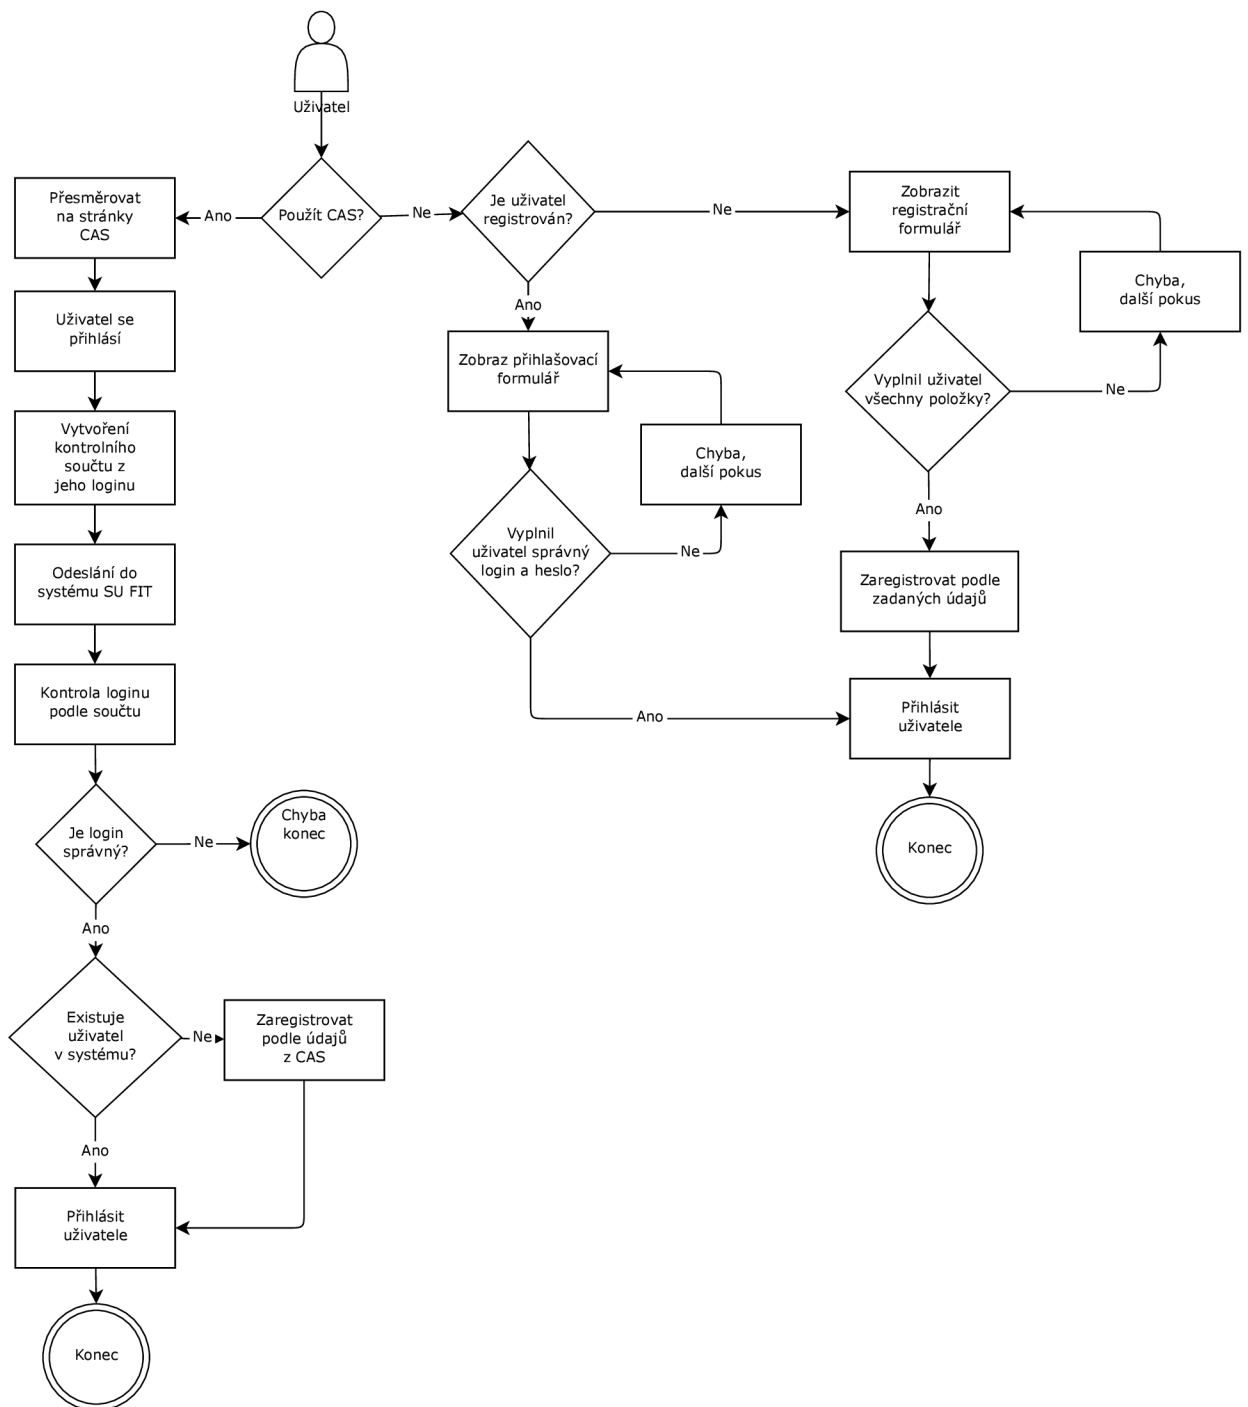 Uživatel
Použít CAS?
Ano
Ne
Přesměrovat
na stránky
CAS
Uživatel se
přihlásí
Vytvoření
kontrolního
součtu z
jeho loginu
Odeslání do
systému SU FIT
Kontrola loginu
podle součtu
Je login
správný?
Ne
Chyba
konec
Ano
Existuje
uživatel
v systému?
Ne
Zaregistrovat
podle údajů
z CAS
Ano
Přihlásit
uživatele
Konec
Je uživatel
registrován?
Ne
Ano
Zobraz přihlašovací
formulář
Chyba,
další pokus
Vyplnil
uživatel správný
login a heslo?
Ne
Ano
Zobrazit
registrační
formulář
Chyba,
další pokus
Vyplnil uživatel
všechny položky?
Ne
Ano
Zaregistrovat podle
zadaných údajů
Přihlásit
uživatele
Konec